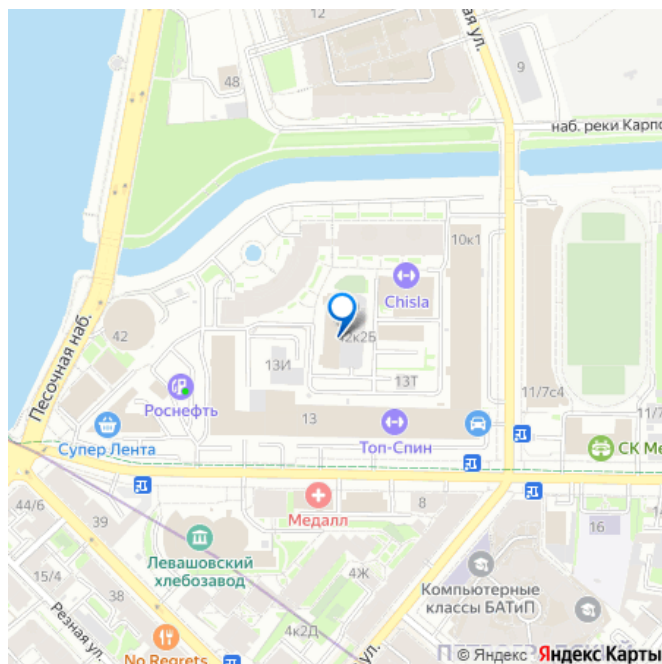 12
ная ул.
48
9
наб. реки Карпо
10к1
Chisla
42
42к2Б
Песочная наб.
13И
13Т
Роснефть
13
11/7с4
11/7
Топ-Спин
Супер Лента
СК Ме
44/6
39
Медалл
8
16
Левашовский
хлебозавод
4Ж
Компьютерные
классы БАТиП
15/4
38
Резная ул.
4к2Д
No Regrets
ул.
© Яндекс Яндекс Карты